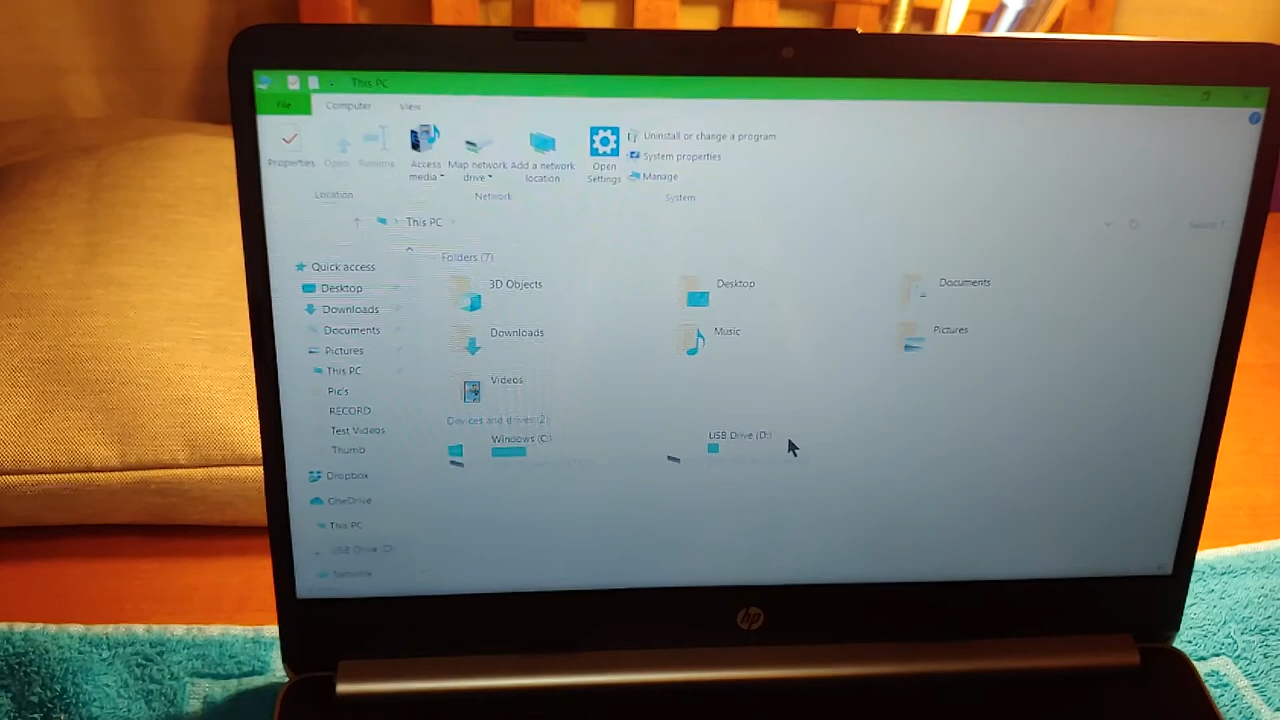 This PC
File Computer View
Properties Open Rename Access media Map network drive Add a network location Open Settings Uninstall or change a program
System properties
Manage
Location Network System
This PC
Folders (7)
Quick access
Desktop
Downloads
Documents
Pictures
This PC
Pic's
RECORD
Test Videos
Thumb
Dropbox
OneDrive
This PC
USB Drive (D:)
Network
3D Objects Desktop Documents
Downloads Music Pictures
Videos
Devices and drives (2)
Windows (C:) USB Drive (D:)
hp